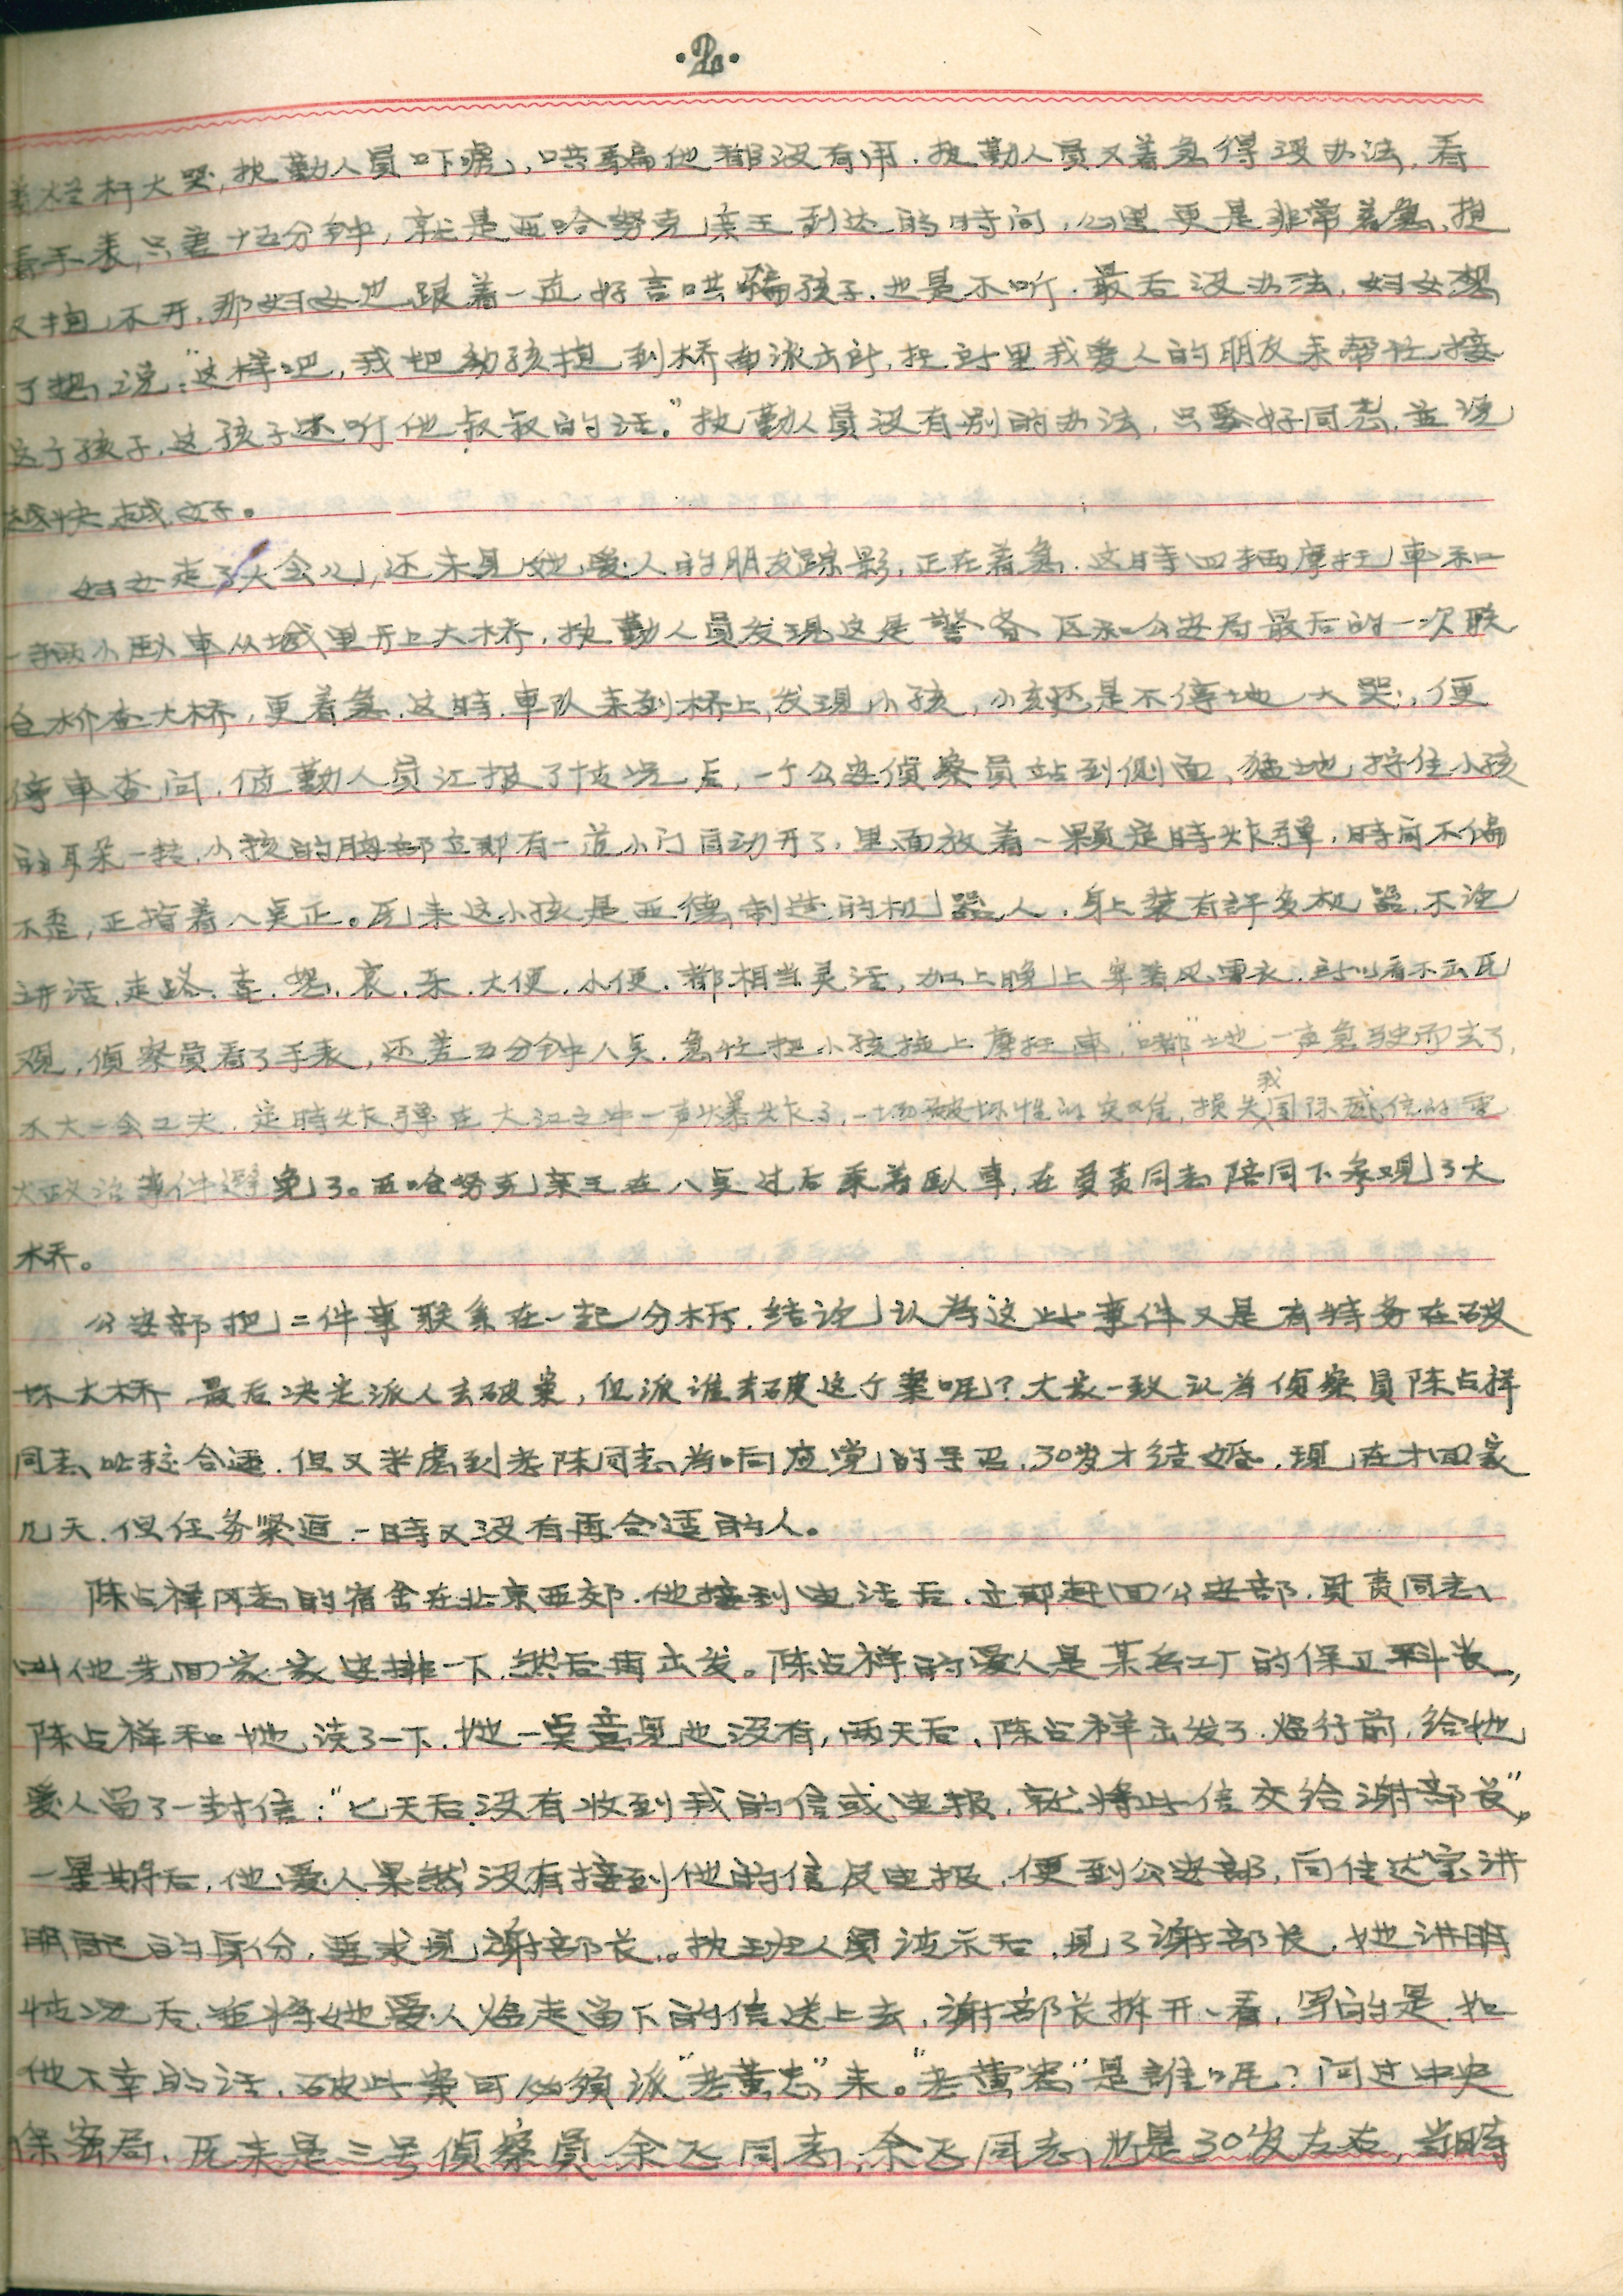 ·2·
着栏杆大哭,执勤人员吓唬、哄骗他都没有用.执勤人员又着急得没办法,看
看手表,只差十五分钟,就是西哈努克亲王到达的时间,心里更是非常着急,抱
又抱不开.那妇女也跟着一直好言哄骗孩子.也是不听.最后没办法,妇女想
了想说:“这样吧,我把幼孩抱到桥南派出所,把所里我爱人的朋友来帮忙接
这个孩子,这孩子还听他叔叔的话.”执勤人员没有别的办法,只要好同志,并说
越快越好。
妇女走了大会儿,还未见她爱人的朋友踪影,正在着急.这時四辆摩托車和
一辆小卧車从城里开上大桥,执勤人员发现这是警备区和公安局最后的一次联
合检查大桥,更着急.这時.車队来到桥上,发现小孩,小孩还是不停地大哭,便
停車查问,值勤人员汇报了情况后,一个公安侦察员站到侧面,猛地拧住小孩
的耳朵一转,小孩的胸部立即有一道小门自动开了,里面放着一颗定時炸弹,時间不偏
不歪,正指着八点正。原来这小孩是西德制造的机器人,身上装有許多机器,不论
讲话、走路、喜、怒、哀、乐、大便、小便.都相当灵活,加上晚上穿着风雪衣.所以看不出
观,侦察员看了手表,还差五分钟八点.急忙把小孩拉上摩托車,“嘟”地一声急驶而去了,
不大一会工夫.定時炸弹在大江之中一声爆炸了,一场破坏性的灾难,损失我国际威信的重
大政治事件避免了。西哈努克亲王在八点过后乘着卧車,在负责同志陪同下参观了大
桥。
公安部把二件事联系在一起分析.结论认为这些事件又是有特务在破
坏大桥 最后决定派人去破案,但派谁去破这个案呢?大家一致认为侦察员陈占祥
同志比较合适.但又考虑到老陈同志为响应党的号召,30岁才结婚.现在才回家
几天.但任务紧迫.一時又没有再合适的人。
陈占祥同志的宿舍在北京西郊.他接到电话后.立即赶回公安部.负责同志
叫他先回家安排一下.然后再出发。陈占祥的爱人是某名工厂的保卫科长,
陈占祥和她谈了一下.她一点意见也没有,两天后、陈占祥出发了.临行前,给他
爱人留了一封信:“七天后没有收到我的信或电报.就将此信交给谢部长”。
一星期后,他爱人果然没有接到他的信及电报,便到公安部,向传达室讲
明自己的身份,要求见谢部长.。执班人员请示后,见了谢部长.她讲明
情况后.并将她爱人临走留下的信送上去,谢部长拆开一看,写的是.如
他不幸的话.破此案可必须派“老黄忠”来。“老黄忠”是誰呢?问过中央
保密局.原来是三号侦察员余飞同志,余飞同志也是30岁左右,当時